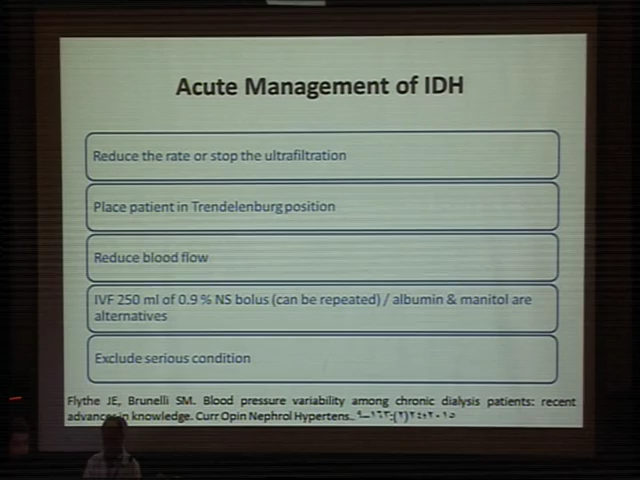 Acute Management of IDH
Reduce the rate or stop the ultrafiltration
Place patient in Trendelenburg position
Reduce blood flow
IVF 250 ml of 0.9 % NS bolus (can be repeated) / albumin & manitol are
alternatives
Exclude serious condition
Flythe JE, Brunelli SM. Blood pressure variability among chronic dialysis patients: recent
advances in knowledge. Curr Opin Nephrol Hypertens.